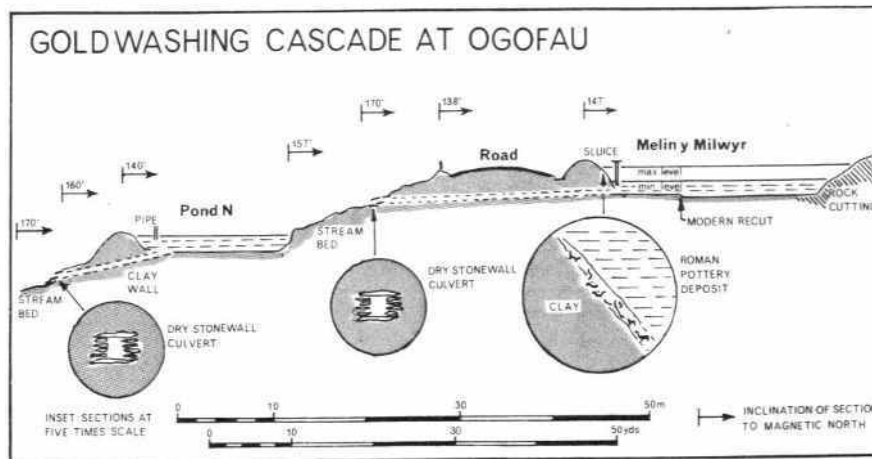 GOLD WASHING CASCADE AT OGOFAU
170°
160°
140°
157°
170°
138°
147°
PIPE
Pond N
Road
SLUICE
Melin y Milwyr
max level
min level
ROCK
CUTTING
MODERN RECUT
STREAM
BED
CLAY
WALL
STREAM
BED
DRY STONEWALL
CULVERT
DRY STONEWALL
CULVERT
CLAY
ROMAN
POTTERY
DEPOSIT
INSET SECTIONS AT
FIVE-TIMES SCALE
0 10 30 50m
0 10 30 50yds
INCLINATION OF SECTION
TO MAGNETIC NORTH